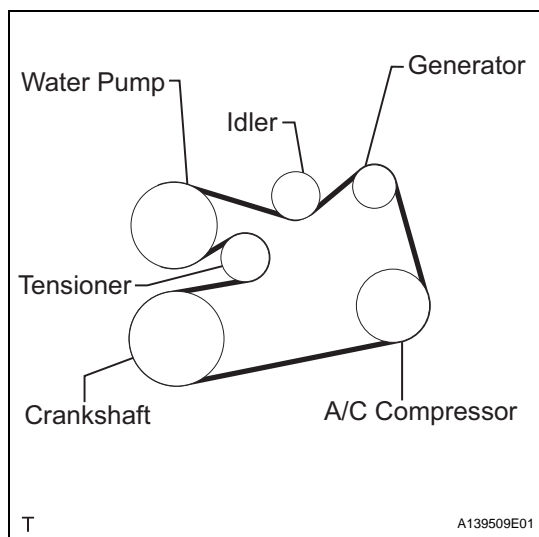 Generator
Water Pump
Idler
Tensioner
Crankshaft
A/C Compressor
T
A139509E01